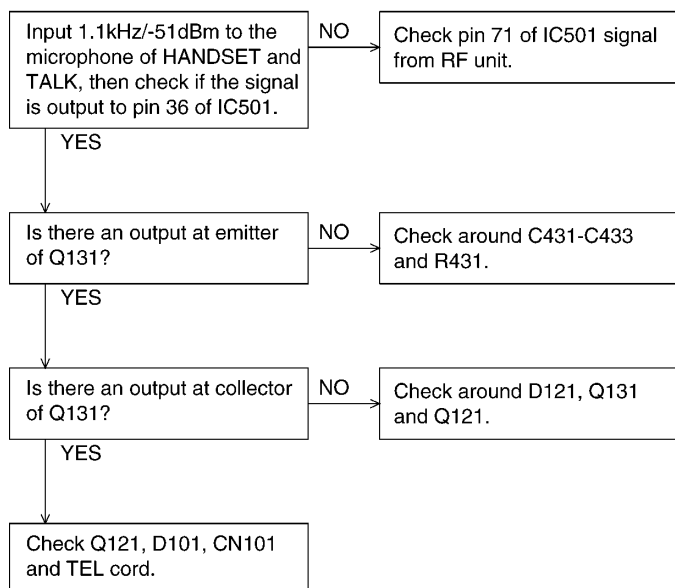 Input 1.1kHz/-51dBm to the
microphone of HANDSET and
TALK, then check if the signal
is output to pin 36 of IC501.
NO
Check pin 71 of IC501 signal
from RF unit.
YES
Is there an output at emitter
of Q131?
NO
Check around C431-C433
and R431.
YES
Is there an output at collector
of Q131?
NO
Check around D121, Q131
and Q121.
YES
Check Q121, D101, CN101
and TEL cord.